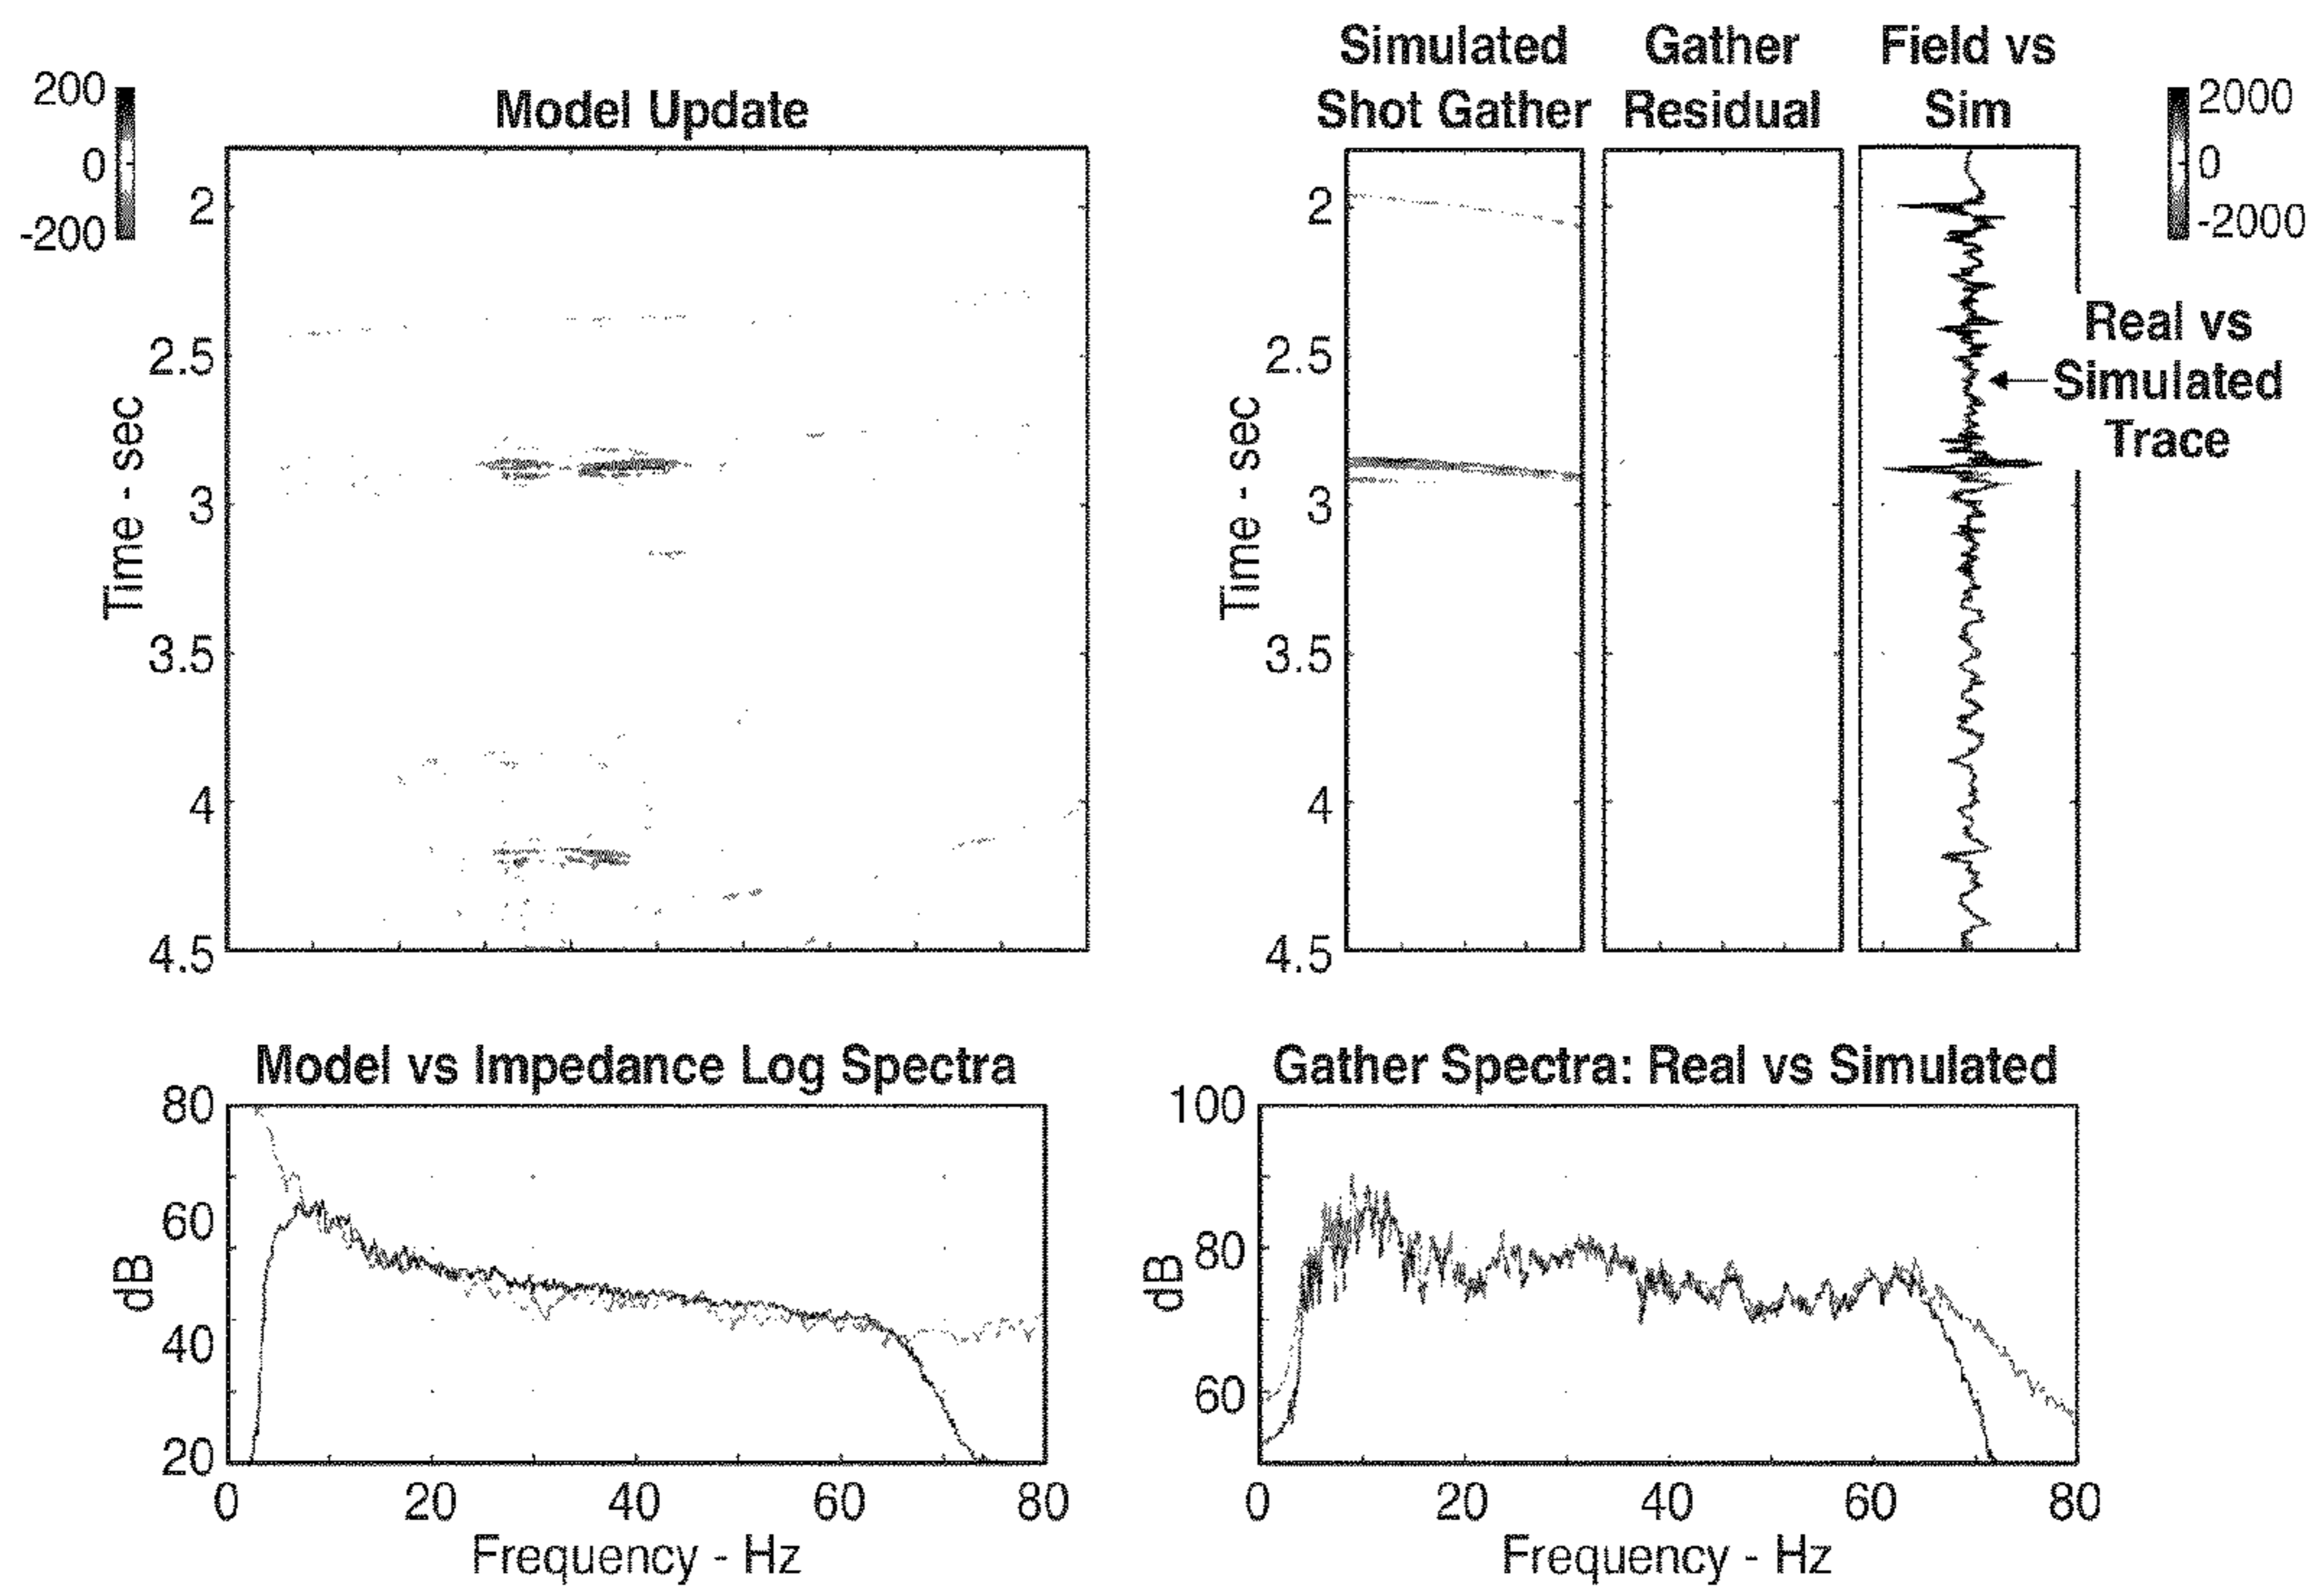 200
0
-200
Model Update
2
2.5
3
3.5
4
4.5
Time - sec
Simulated
Shot Gather
Gather
Residual
Field vs
Sim
2000
0
-2000
2
2.5
3
3.5
4
4.5
Time - sec
Real vs
Simulated
Trace
Model vs Impedance Log Spectra
80
60
40
20
dB
0 20 40 60 80
Frequency - Hz
Gather Spectra: Real vs Simulated
100
80
60
dB
0 20 40 60 80
Frequency - Hz